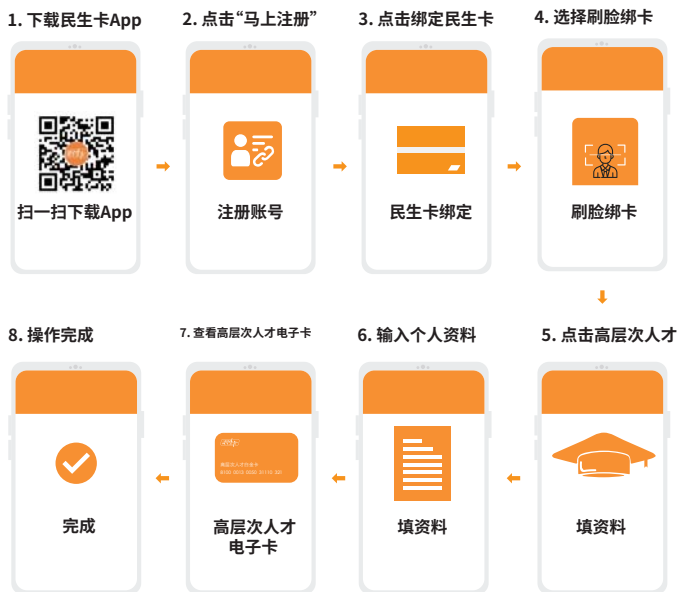 1. 下载民生卡App
2. 点击“马上注册”
3. 点击绑定民生卡
4. 选择刷脸绑卡
扫一扫下载App
注册账号
民生卡绑定
刷脸绑卡
8. 操作完成
7. 查看高层次人才电子卡
6. 输入个人资料
5. 点击高层次人才
完成
高层次人才
电子卡
填资料
填资料